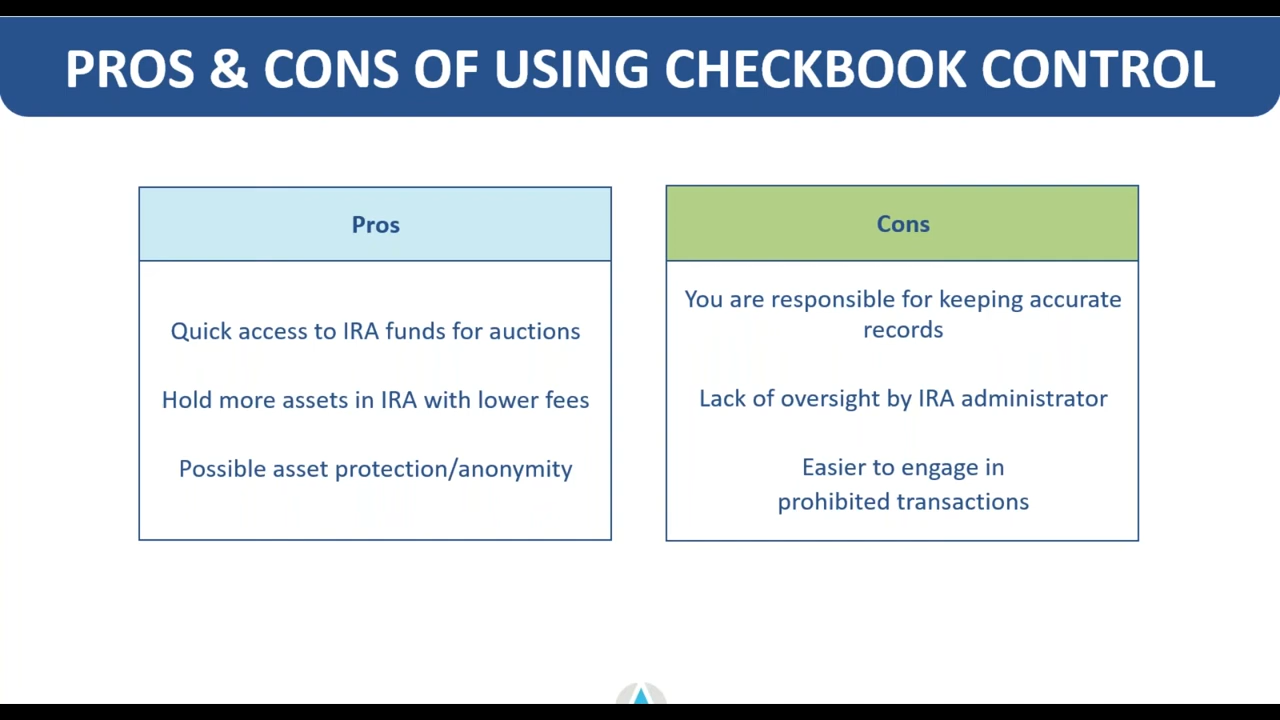 PROS & CONS OF USING CHECKBOOK CONTROL
Pros
Quick access to IRA funds for auctions
Hold more assets in IRA with lower fees
Possible asset protection/anonymity
Cons
You are responsible for keeping accurate
records
Lack of oversight by IRA administrator
Easier to engage in
prohibited transactions